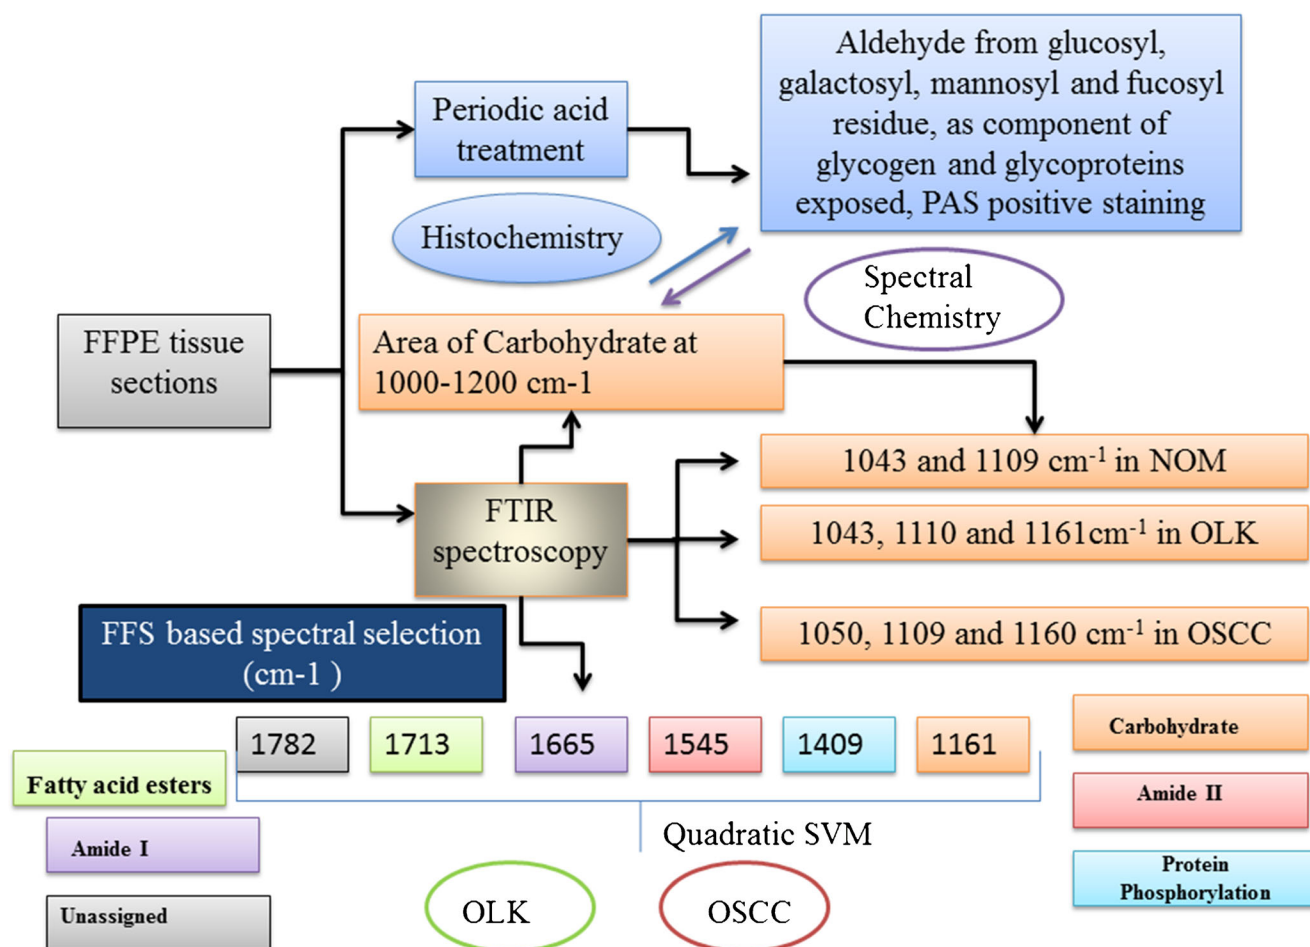 Aldehyde from glucosyl,
galactosyl, mannosyl and fucosyl
residue, as component of
glycogen and glycoproteins
exposed, PAS positive staining
Periodic acid
treatment
Histochemistry
Spectral
Chemistry
FFPE tissue
sections
Area of Carbohydrate at
1000-1200 cm-1
1043 and 1109 cm⁻¹ in NOM
FTIR
spectroscopy
1043, 1110 and 1161cm⁻¹ in OLK
1050, 1109 and 1160 cm⁻¹ in OSCC
FFS based spectral selection
(cm-1 )
1782 1713 1665 1545 1409 1161
Carbohydrate
Fatty acid esters
Amide II
Amide I
Quadratic SVM
Protein
Phosphorylation
Unassigned
OLK
OSCC